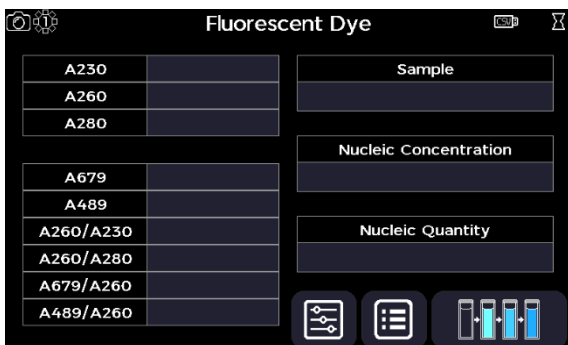 1
Fluorescent Dye
CSV
A230
A260
A280
A679
A489
A260/A230
A260/A280
A679/A260
A489/A260
Sample
Nucleic Concentration
Nucleic Quantity